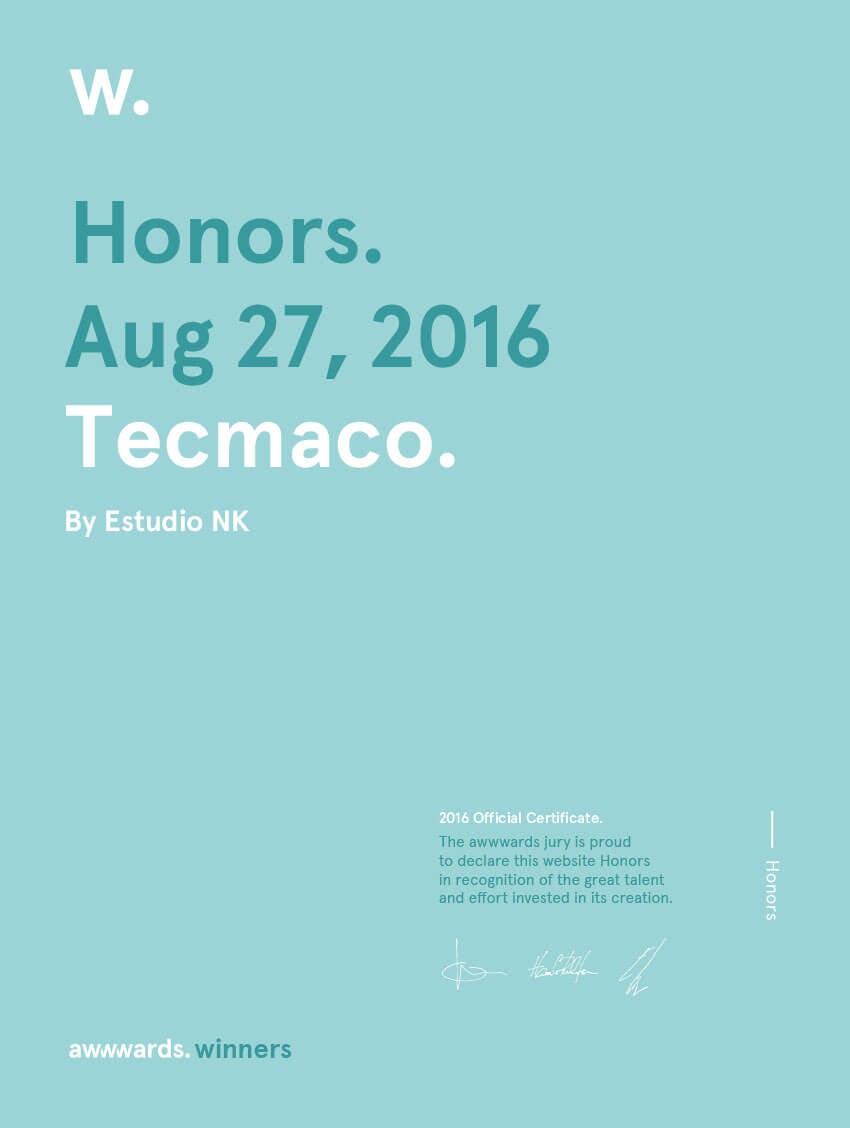 w.
Honors.
Aug 27, 2016
Tecmaco.
By Estudio NK
2016 Official Certificate.
The awwwards jury is proud
to declare this website Honors
in recognition of the great talent
and effort invested in its creation.
Honors
awwwards. winners